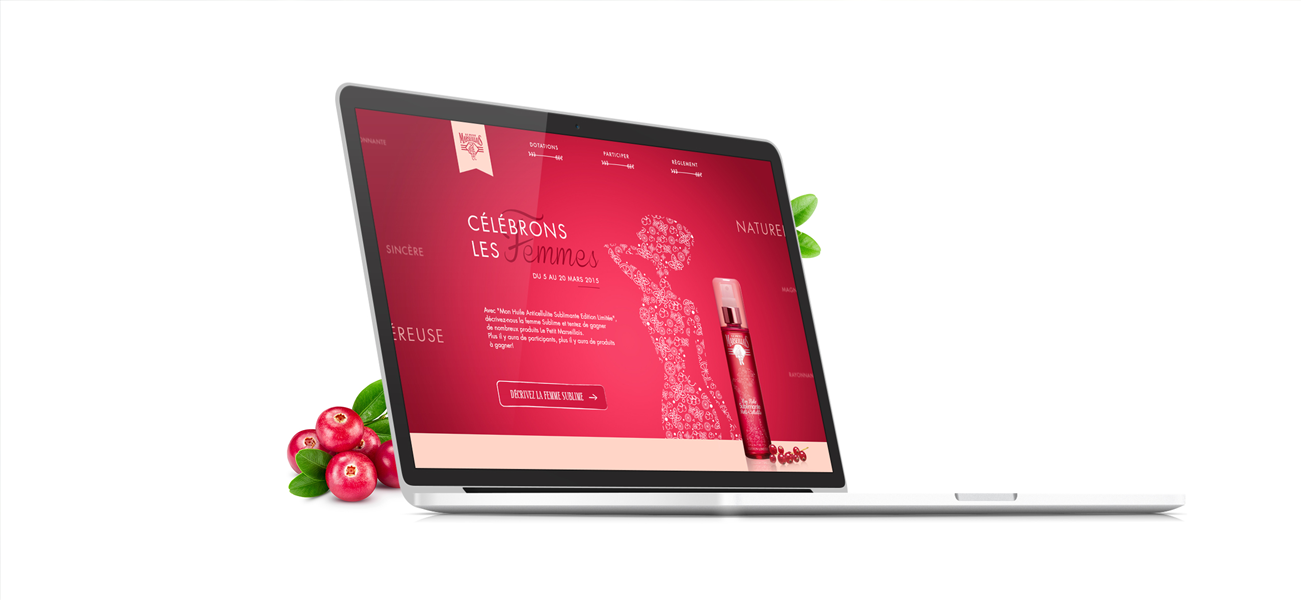 ONNANTE
LE PETIT
MARSEILLAIS
DOTATIONS
PARTICIPER
RÈGLEMENT
CÉLÉBRONS
LES Femmes
DU 5 AU 20 MARS 2015
SINCÈRE
NATUREL
ÉREUSE
Avec "Mon Huile Anticellulite Sublimante Edition Limitée",
décrivez-nous la femme Sublime et tentez de gagner
de nombreux produits Le Petit Marseillais.
Plus il y aura de participants, plus il y aura de produits
à gagner!
RAYONNAN
DÉCRIVEZ LA FEMME SUBLIME